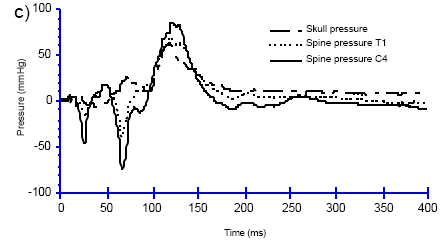 c)
100
50
0
-50
-100
Pressure (mmHg)
Skull pressure
Spine pressure T1
Spine pressure C4
0 50 100 150 200 250 300 350 400
Time (ms)